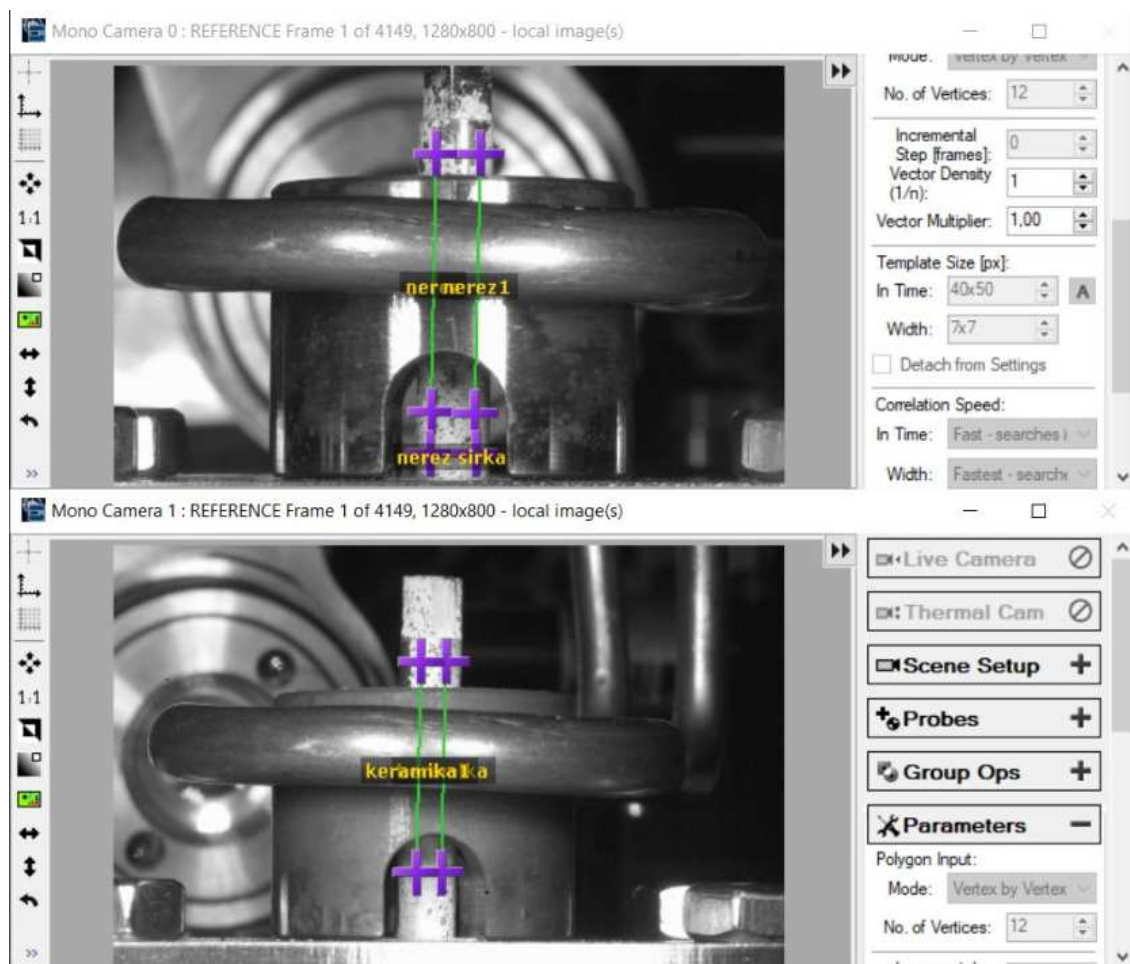 Mono Camera 0 : REFERENCE Frame 1 of 4149, 1280x800 - local image(s)
Mode: Vertex by Vertex
No. of Vertices: 12
Incremental
Step [frames]: 0
Vector Density
(1/n): 1
Vector Multiplier: 1,00
Template Size [px]:
In Time: 40x50 A
Width: 7x7
Detach from Settings
Correlation Speed:
In Time: Fast - searches i
Width: Fastest - searche
1:1
nerez1
nerez sirka
Mono Camera 1 : REFERENCE Frame 1 of 4149, 1280x800 - local image(s)
Live Camera
Thermal Cam
Scene Setup
Probes
Group Ops
Parameters
Polygon Input:
Mode: Vertex by Vertex
No. of Vertices: 12
1:1